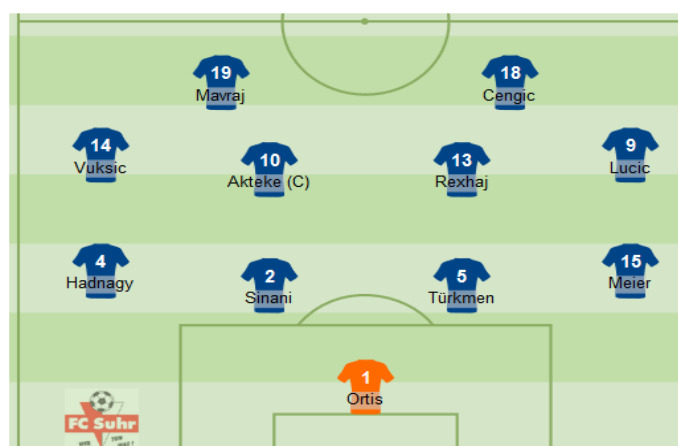 19
Mavraj
18
Cengic
14
Vuksic
10
Akteke (C)
13
Rexhaj
9
Lucic
4
Hadnagy
2
Sinani
5
Türkmen
15
Meier
1
Ortis
FC Suhr